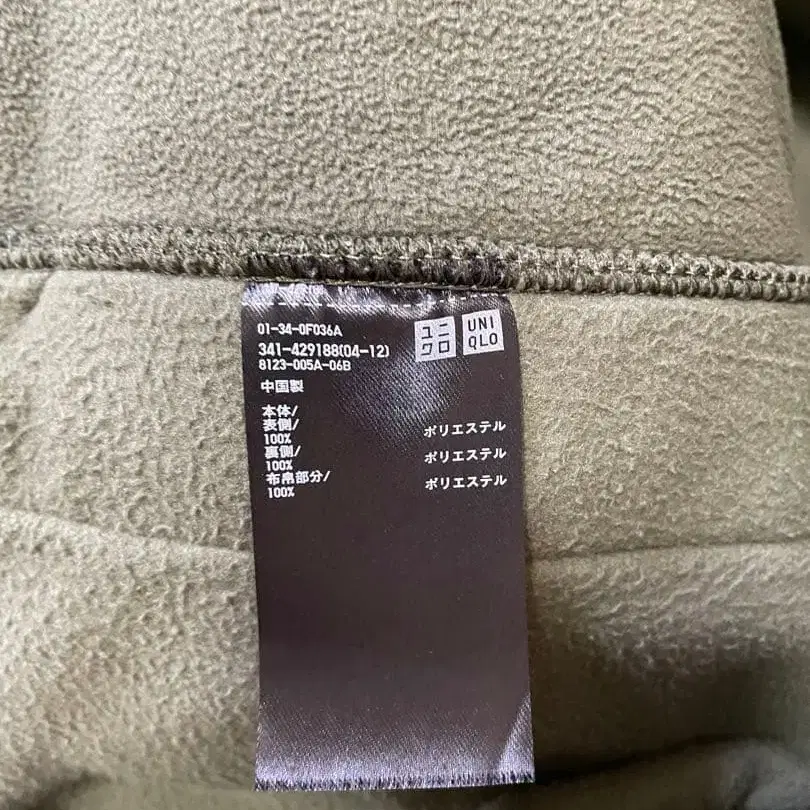 01-34-0F036A
ユニクロ
UNIQLO
341-429188(04-12)
8123-005A-06B
中国製
本体/
表側/
100% ポリエステル
裏側/
100% ポリエステル
布帛部分/
100% ポリエステル